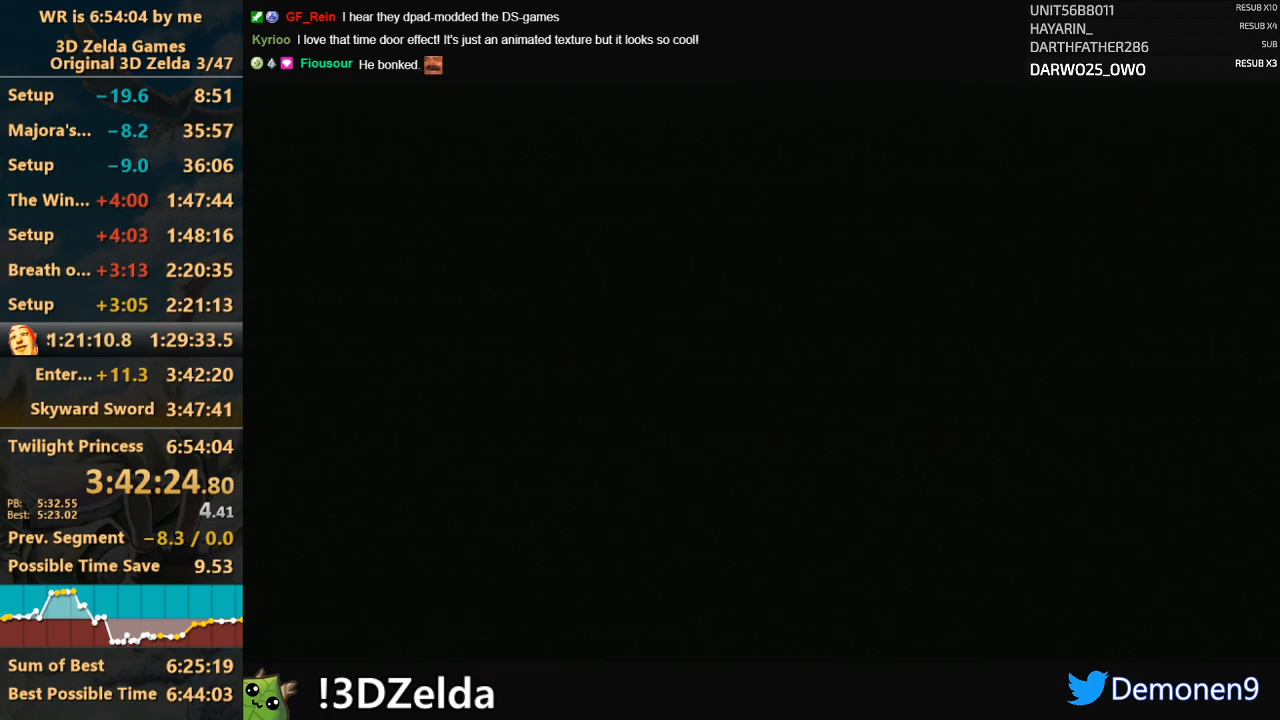 WR is 6:54:04 by me
3D Zelda Games
Original 3D Zelda 3/47
Setup −19.6 8:51
Majora's... −8.2 35:57
Setup −9.0 36:06
The Win... +4:00 1:47:44
Setup +4:03 1:48:16
Breath o... +3:13 2:20:35
Setup +3:05 2:21:13
1:21:10.8 1:29:33.5
Enter... +11.3 3:42:20
Skyward Sword 3:47:41
Twilight Princess 6:54:04
3:42:24.80
PB: 5:32.55
Best: 5:23.02
4.41
Prev. Segment −8.3 / 0.0
Possible Time Save 9.53
Sum of Best 6:25:19
Best Possible Time 6:44:03
GF_Rein I hear they dpad-modded the DS-games
Kyrioo I love that time door effect! It's just an animated texture but it looks so cool!
Fiousour He bonked.
UNIT56B8011 RESUB X10
HAYARIN_ RESUB X4
DARTHFATHER286 SUB
DARWO25_OWO RESUB X3
!3DZelda
Demonen9